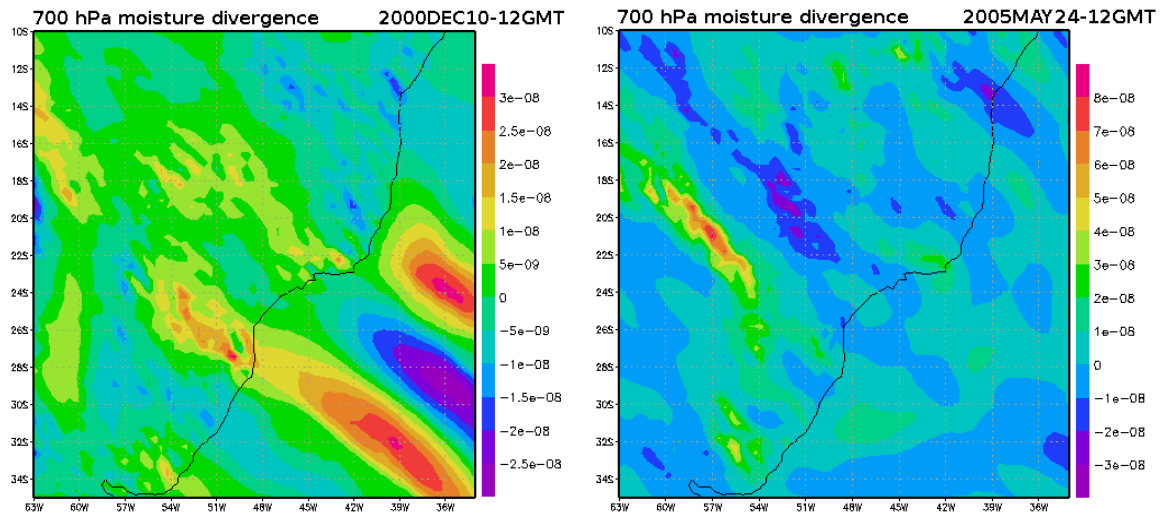 700 hPa moisture divergence 2000DEC10-12GMT
10S
12S
14S
16S
18S
20S
22S
24S
26S
28S
30S
32S
34S
63W 60W 57W 54W 51W 48W 45W 42W 39W 36W
3e-08
2.5e-08
2e-08
1.5e-08
1e-08
5e-09
0
-5e-09
-1e-08
-1.5e-08
-2e-08
-2.5e-08
700 hPa moisture divergence 2005MAY24-12GMT
10S
12S
14S
16S
18S
20S
22S
24S
26S
28S
30S
32S
34S
63W 60W 57W 54W 51W 48W 45W 42W 39W 36W
8e-08
7e-08
6e-08
5e-08
4e-08
3e-08
2e-08
1e-08
0
-1e-08
-2e-08
-3e-08